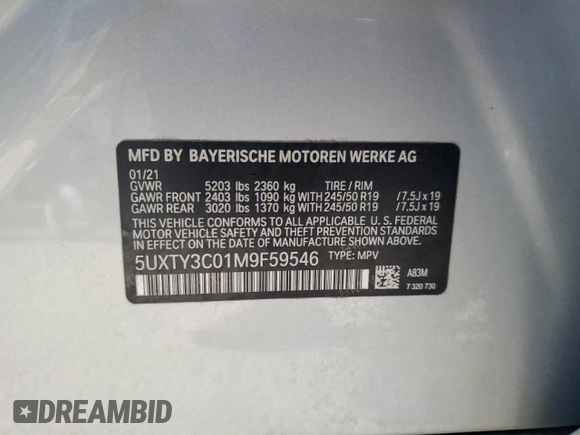 MFD BY BAYERISCHE MOTOREN WERKE AG
01/21
GVWR 5203 lbs 2360 kg TIRE / RIM
GAWR FRONT 2403 lbs 1090 kg WITH 245/50 R19 /7.5J x 19
GAWR REAR 3020 lbs 1370 kg WITH 245/50 R19 /7.5J x 19
THIS VEHICLE CONFORMS TO ALL APPLICABLE U. S. FEDERAL
MOTOR VEHICLE SAFETY, BUMPER, AND THEFT PREVENTION
STANDARDS IN EFFECT ON THE DATE OF MANUFACTURE SHOWN ABOVE.
5UXTY3C01M9F59546 TYPE: MPV
A83M
7 320 730
DREAMBID